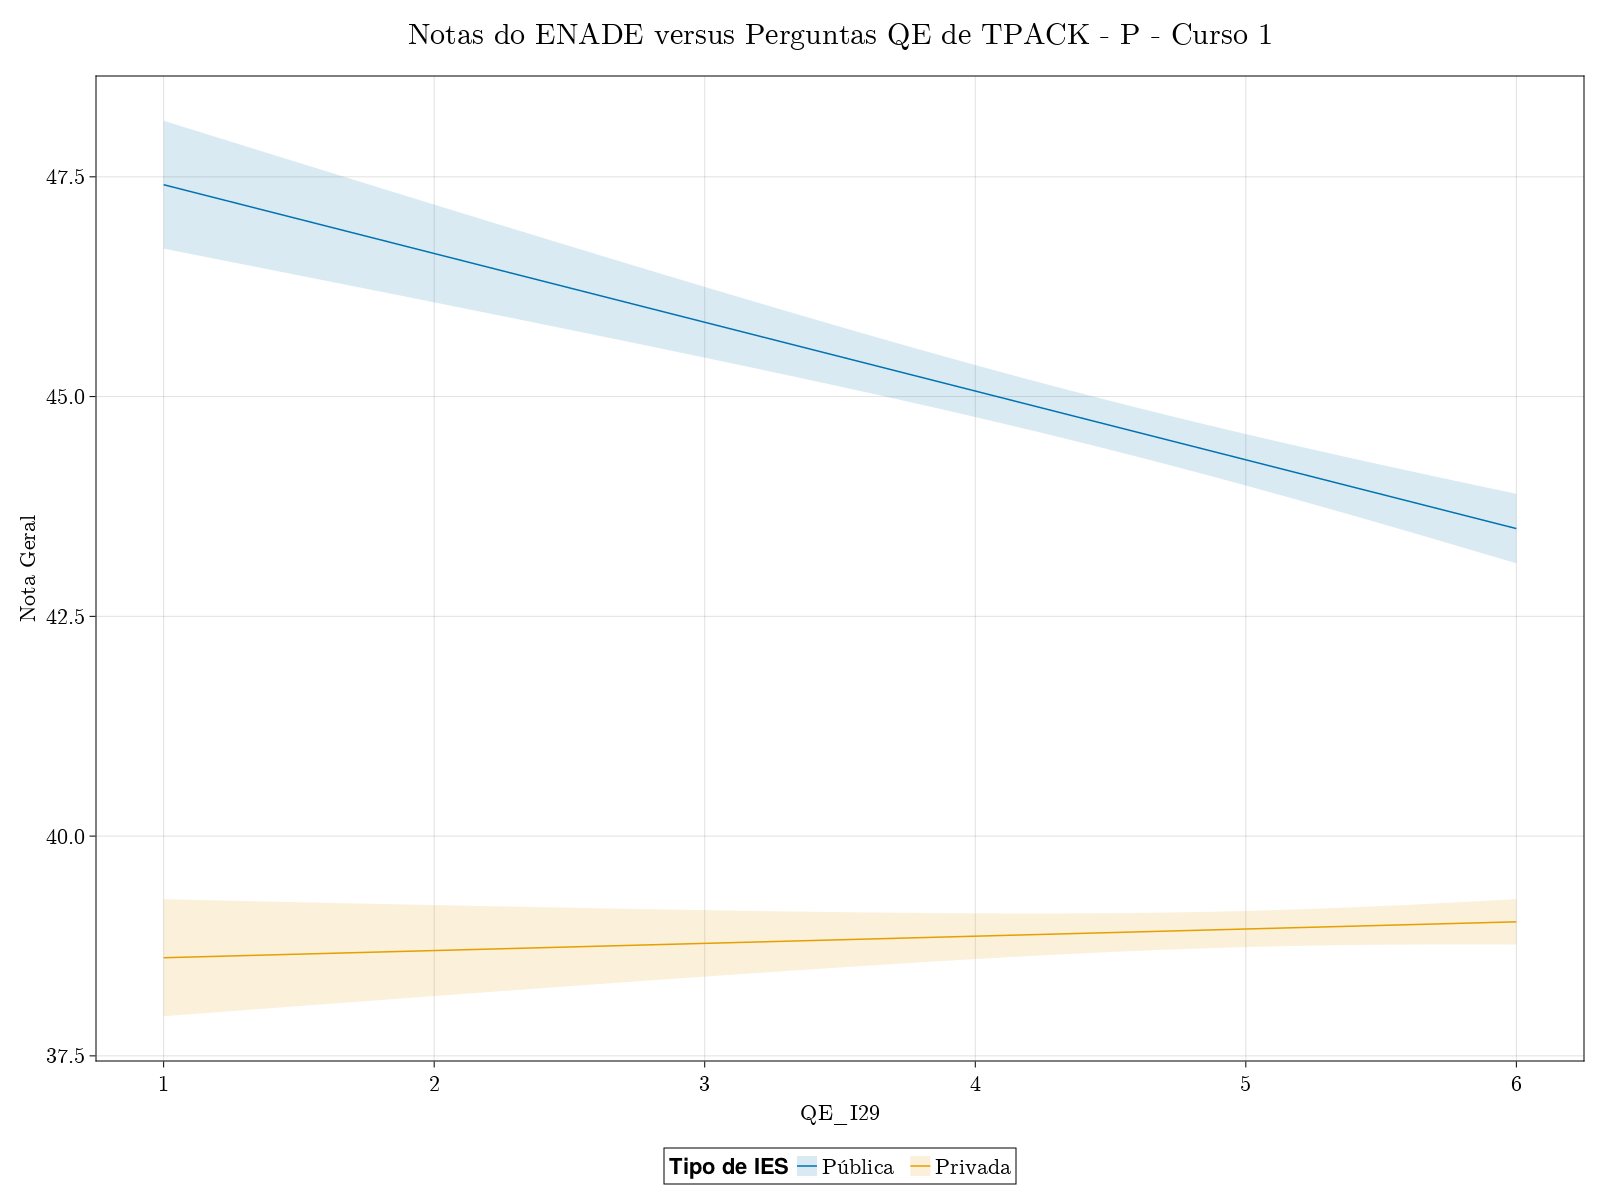 Notas do ENADE versus Perguntas QE de TPACK - P - Curso 1
Nota Geral
47.5
45.0
42.5
40.0
37.5
1 2 3 4 5 6
QE_I29
Tipo de IES Pública Privada